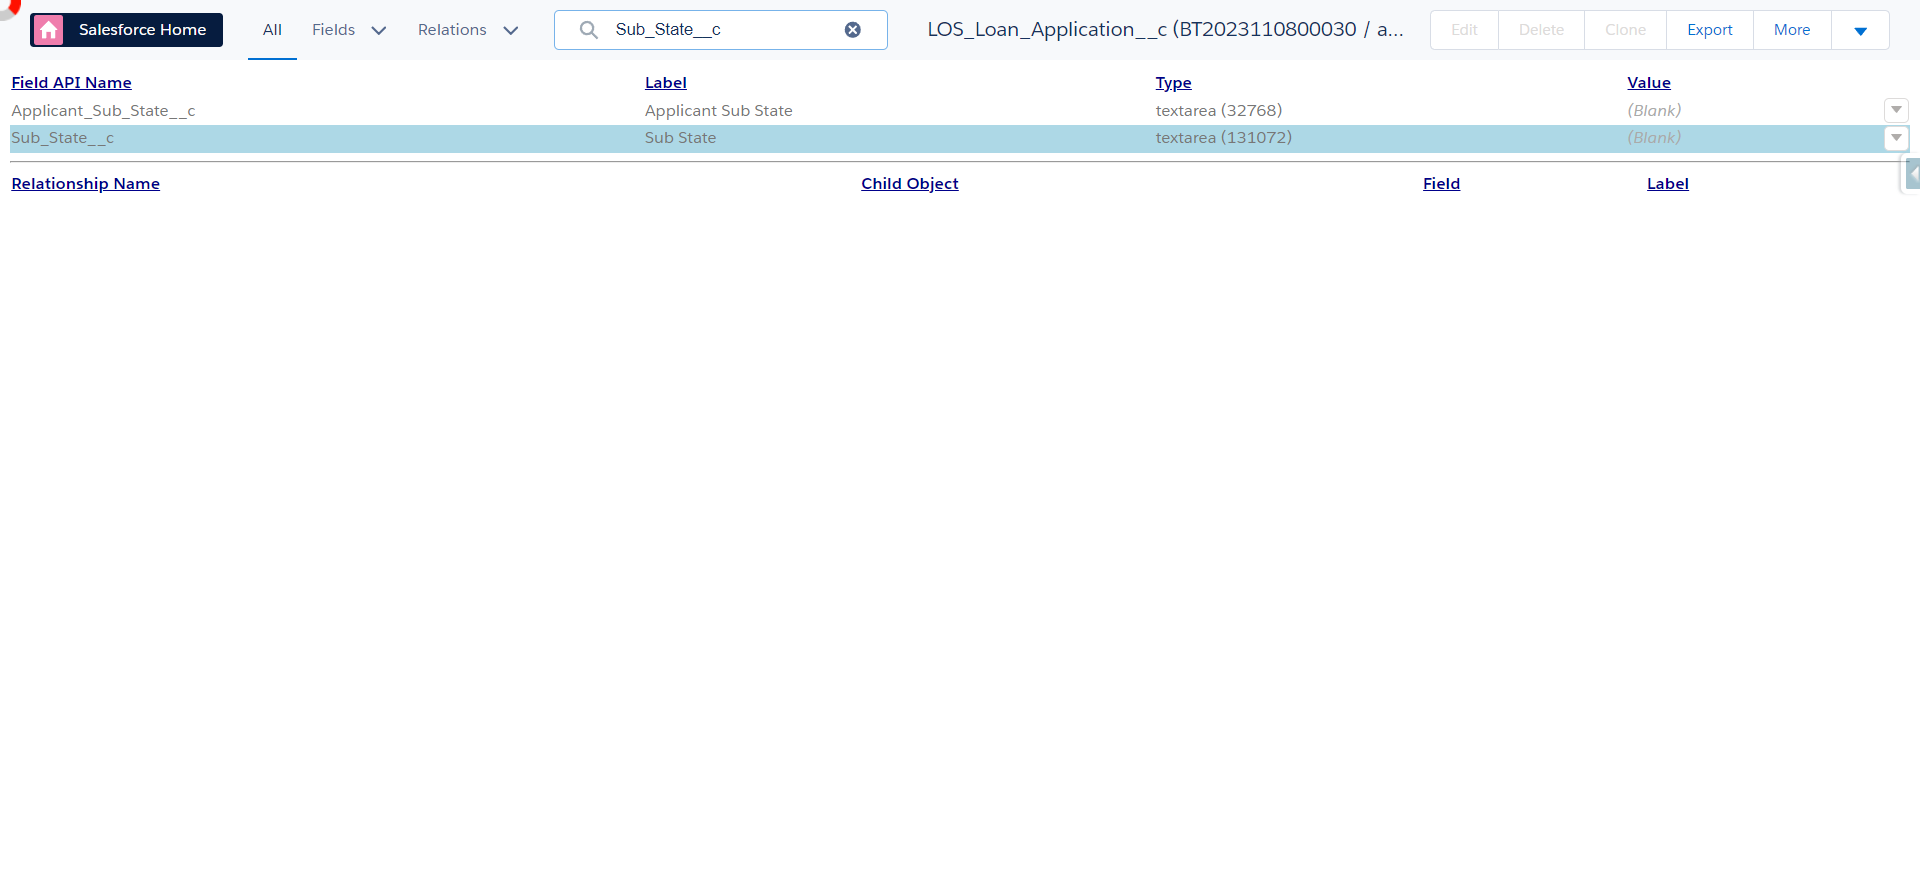 Salesforce Home All Fields Relations Sub_State__c LOS_Loan_Application__c (BT2023110800030 / a... Edit Delete Clone Export More
Field API Name Label Type Value
Applicant_Sub_State__c Applicant Sub State textarea (32768) (Blank)
Sub_State__c Sub State textarea (131072) (Blank)
Relationship Name Child Object Field Label